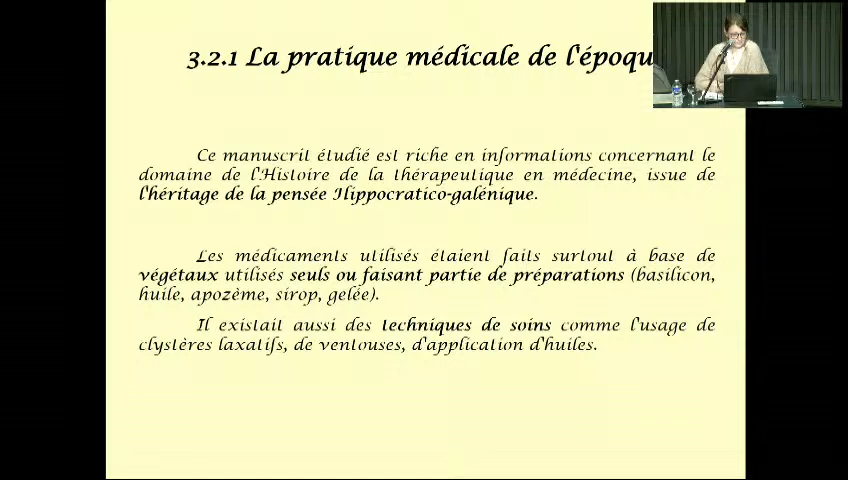 3.2.1 La pratique médicale de l'époqu
Ce manuscrit étudié est riche en informations concernant le
domaine de l'Histoire de la thérapeutique en médecine, issue de
l'héritage de la pensée Hippocratico-galénique.
Les médicaments utilisés étaient faits surtout à base de
végétaux utilisés seuls ou faisant partie de préparations (basilicon,
huile, apozème, sirop, gelée).
Il existait aussi des techniques de soins comme l'usage de
clystères laxatifs, de ventouses, d'application d'huiles.